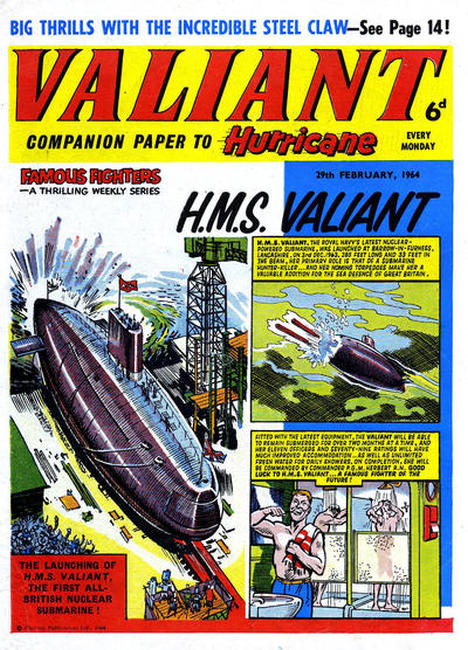 BIG THRILLS WITH THE INCREDIBLE STEEL CLAW—See Page 14!
VALIANT
6d
COMPANION PAPER TO Hurricane
EVERY
MONDAY
FAMOUS FIGHTERS
—A THRILLING WEEKLY SERIES
29th FEBRUARY, 1964
H.M.S. VALIANT
H.M.S. VALIANT, THE ROYAL NAVY'S LATEST NUCLEAR-
POWERED SUBMARINE, WAS LAUNCHED AT BARROW-IN-FURNESS,
LANCASHIRE, ON 2ND DEC. 1963. 285 FEET LONG AND 33 FEET IN
THE BEAM, HER PRIMARY ROLE IS THAT OF A SUBMARINE
HUNTER-KILLER...AND HER HOMING TORPEDOES MAKE HER A
VALUABLE ADDITION FOR THE SEA DEFENCE OF GREAT BRITAIN.
FITTED WITH THE LATEST EQUIPMENT, THE VALIANT WILL BE ABLE
TO REMAIN SUBMERGED FOR OVER TWO MONTHS AT A TIME, AND
HER ELEVEN OFFICERS AND SEVENTY-NINE RATINGS WILL HAVE
MUCH IMPROVED ACCOMMODATION, AS WELL AS UNLIMITED
FRESH WATER FOR DAILY SHOWERS. ON COMPLETION, SHE WILL
BE COMMANDED BY COMMANDER P.G.M. HERBERT R.N. GOOD
LUCK TO H.M.S. VALIANT...A FAMOUS FIGHTER OF THE
FUTURE!
THE LAUNCHING OF
H.M.S. VALIANT,
THE FIRST ALL-
BRITISH NUCLEAR
SUBMARINE!